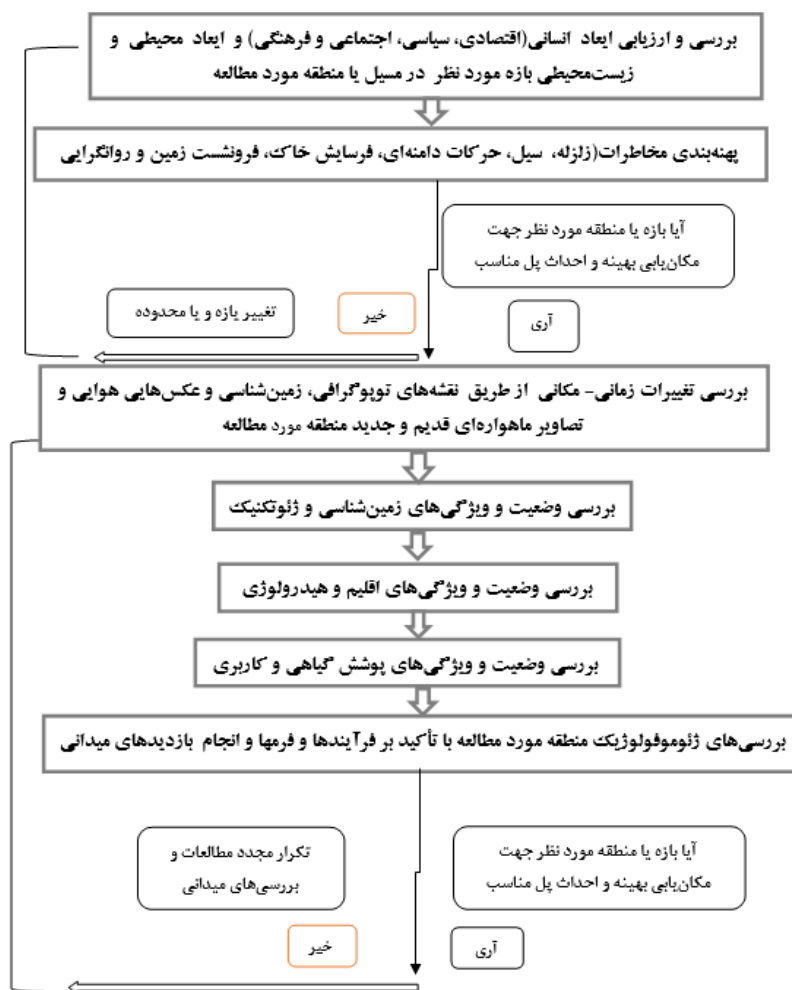 بررسی و ارزیابی ابعاد انسانی(اقتصادی، سیاسی، اجتماعی و فرهنگی) و ابعاد محیطی و
زیست‌محیطی بازه مورد نظر در مسیل یا منطقه مورد مطالعه
پهنه‌بندی مخاطرات(زلزله، سیل، حرکات دامنه‌ای، فرسایش خاک، فرونشست زمین و روانگرایی
آیا بازه یا منطقه مورد نظر جهت
مکان‌یابی بهینه و احداث پل مناسب
آری
خیر
تغییر یازه و یا محدوده
بررسی تغییرات زمانی- مکانی از طریق نقشه‌های توپوگرافی، زمین‌شناسی و عکس‌هایی هوایی و
تصاویر ماهواره‌ای قدیم و جدید منطقه مورد مطالعه
بررسی وضعیت و ویژگی‌های زمین‌شناسی و ژئوتکنیک
بررسی وضعیت و ویژگی‌های اقلیم و هیدرولوژی
بررسی وضعیت و ویژگی‌های پوشش گیاهی و کاربری
بررسی‌های ژئوموفولوژیک منطقه مورد مطالعه با تأکید بر فرآیندها و فرمها و انجام بازدیدهای میدانی
آیا بازه یا منطقه مورد نظر جهت
مکان‌یابی بهینه و احداث پل مناسب
تکرار مجدد مطالعات و
بررسی‌های میدانی
آری
خیر